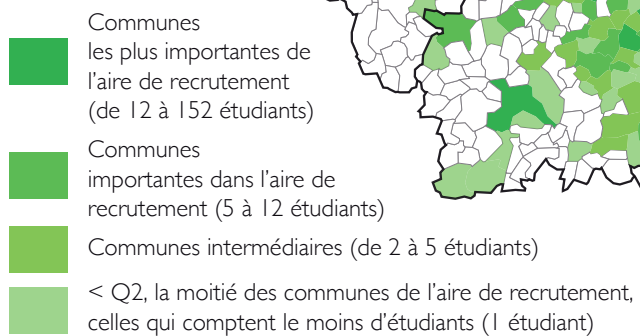 Communes
les plus importantes de
l'aire de recrutement
(de 12 à 152 étudiants)
Communes
importantes dans l'aire de
recrutement (5 à 12 étudiants)
Communes intermédiaires (de 2 à 5 étudiants)
< Q2, la moitié des communes de l'aire de recrutement,
celles qui comptent le moins d'étudiants (1 étudiant)